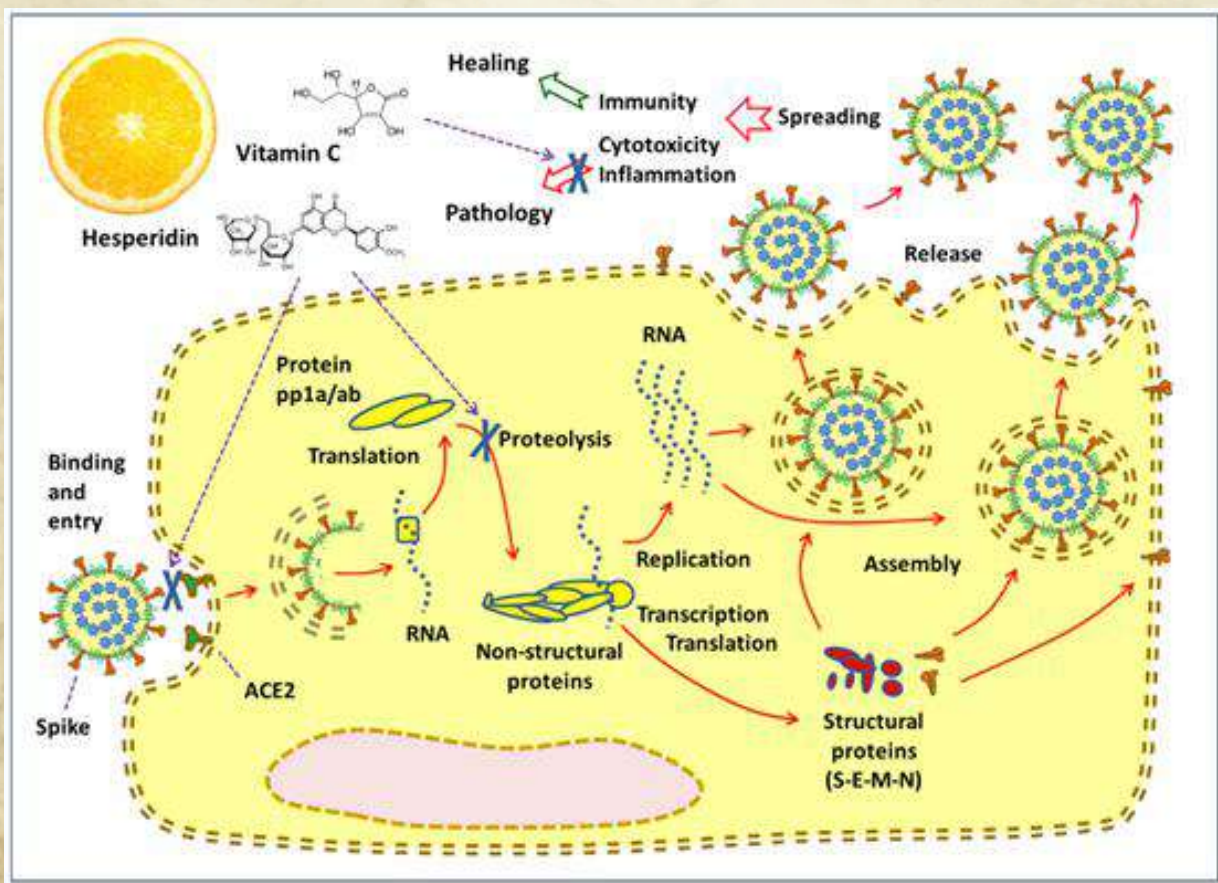 Healing
Immunity
Spreading
Vitamin C
Cytotoxicity
Inflammation
Pathology
Hesperidin
Release
RNA
Protein
pp1a/ab
Proteolysis
Translation
Binding
and
entry
Replication
Assembly
RNA
Transcription
Translation
Non-structural
proteins
ACE2
Spike
Structural
proteins
(S-E-M-N)